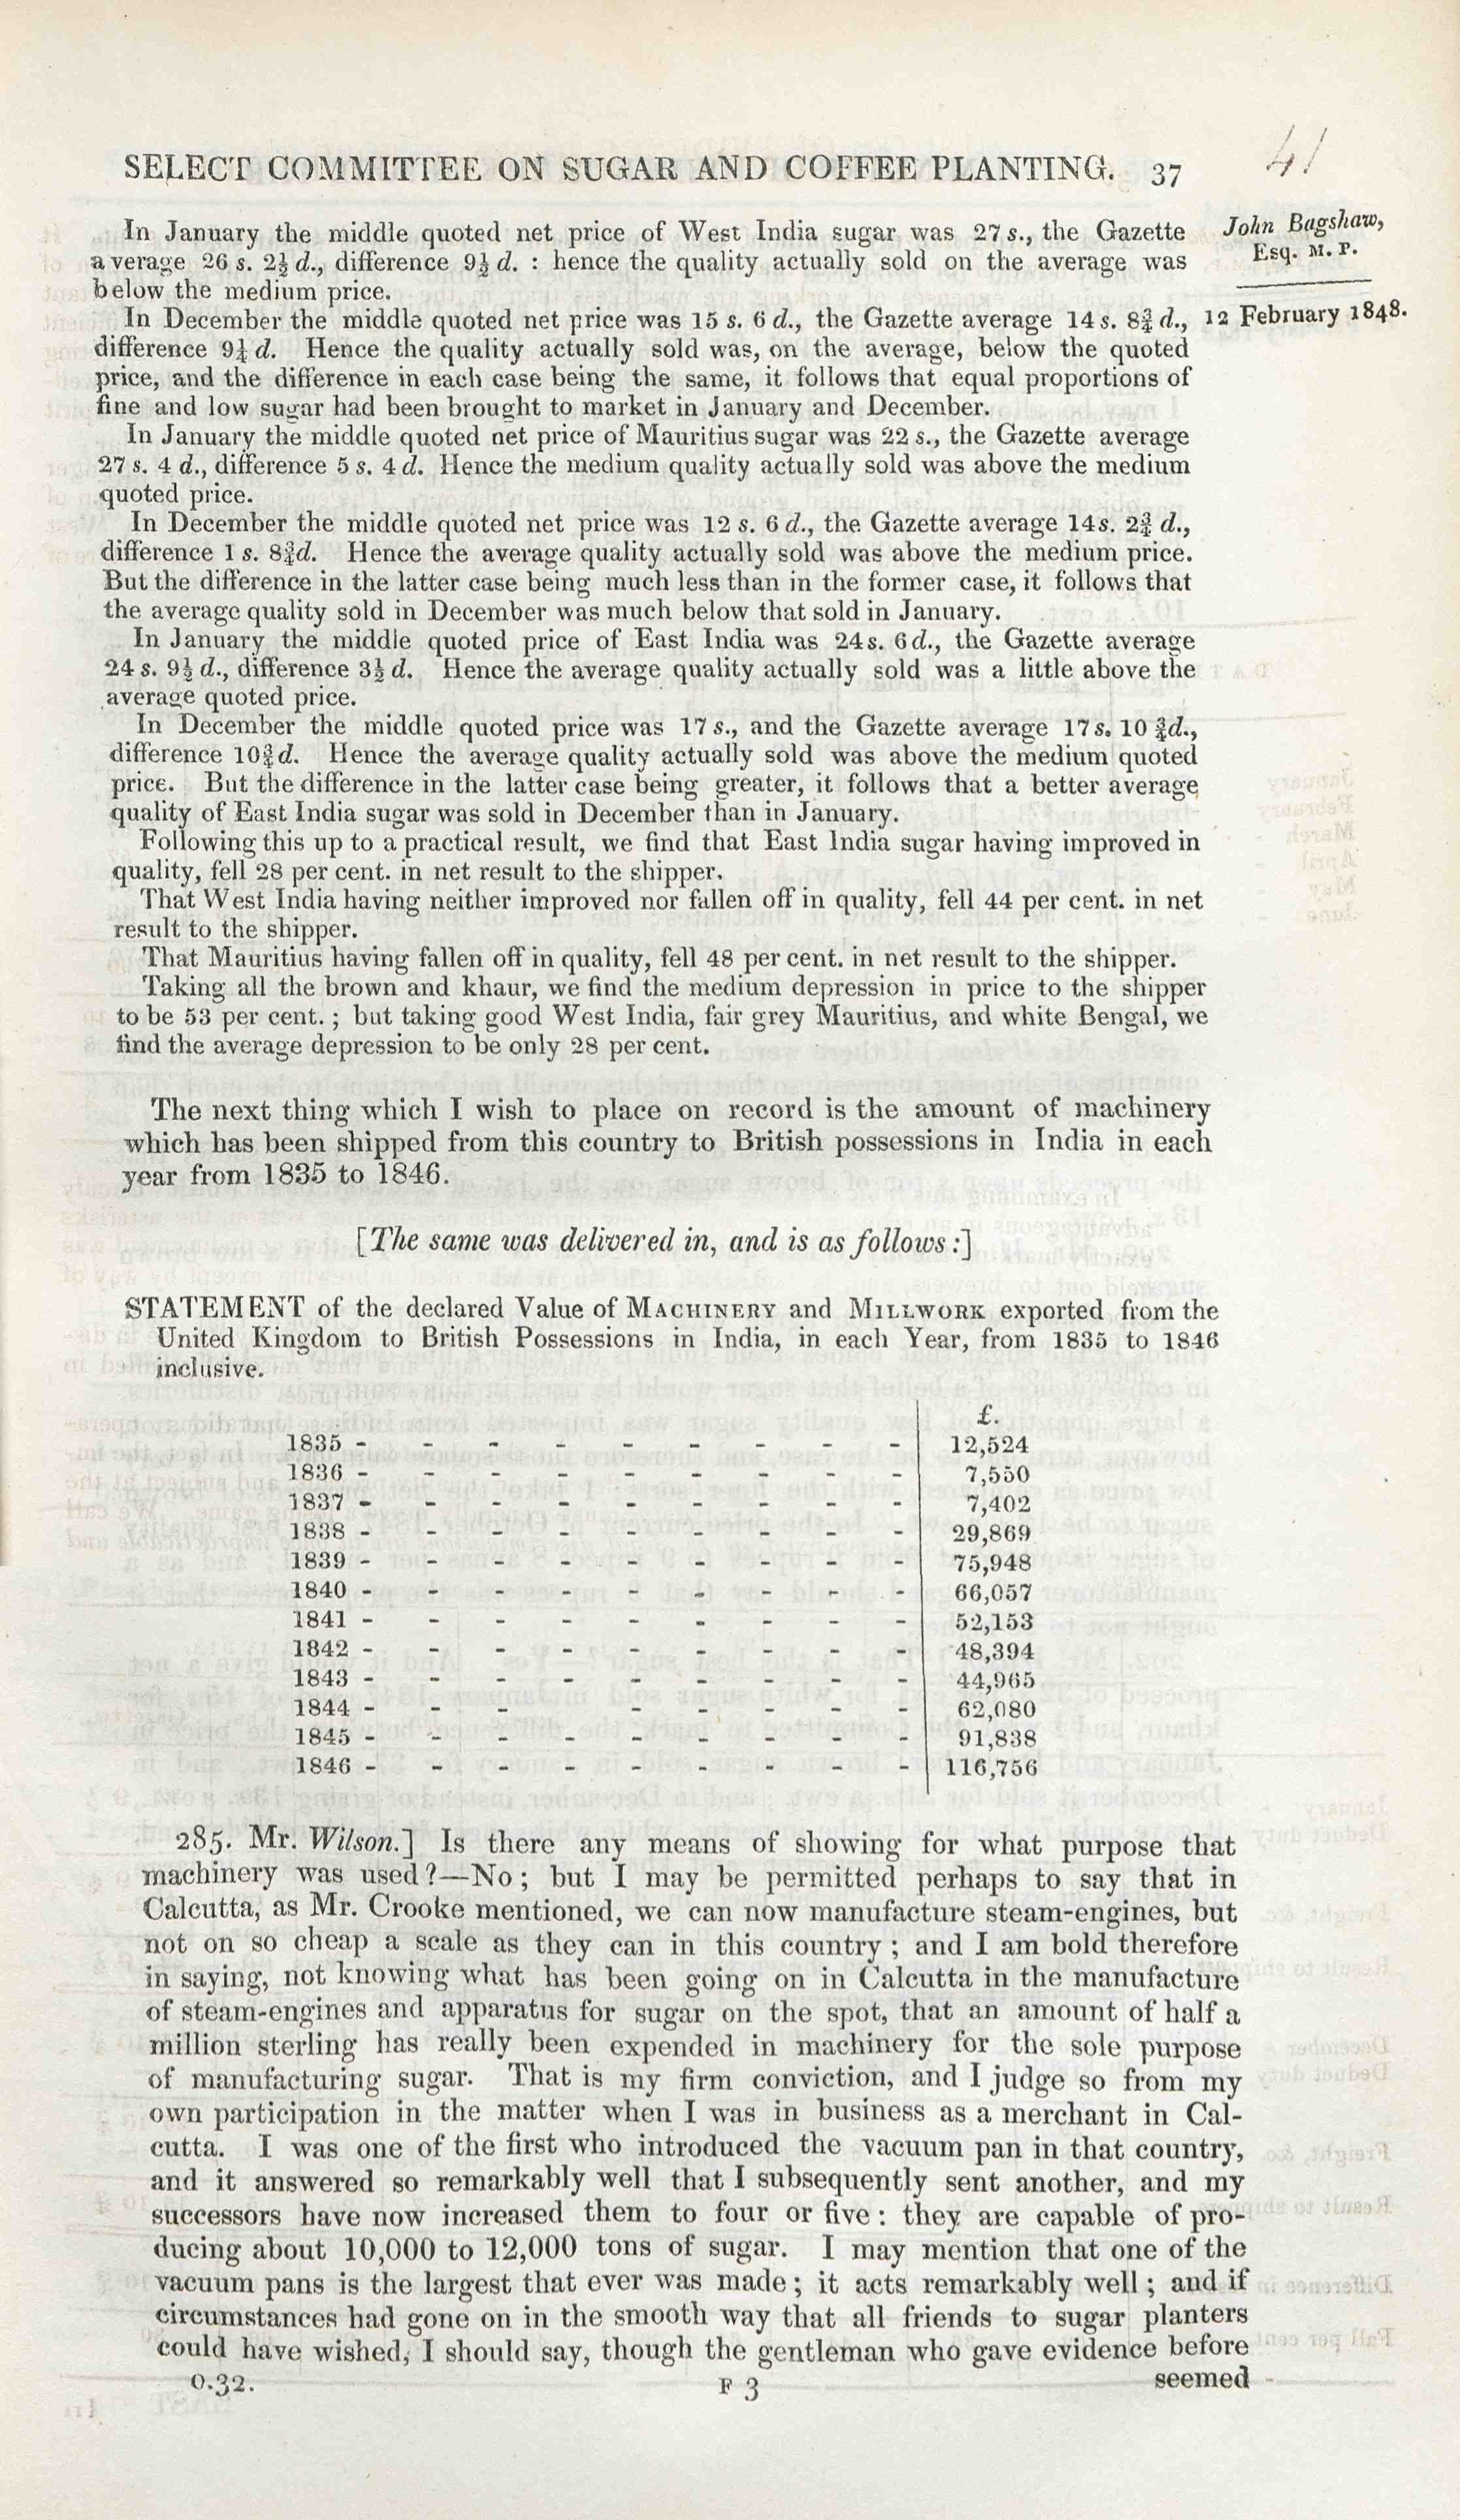 SELECT COMMITTEE ON SUGAR AND COFFEE PLANTING. 37
41
In January the middle quoted net price of West India sugar was 27 s., the Gazette
average 26 s. 2½ d., difference 9½ d. : hence the quality actually sold on the average was
below the medium price.
John Bagshaw,
Esq. M. P.
12 February 1848.
In December the middle quoted net price was 15 s. 6 d., the Gazette average 14 s. 8¾ d.,
difference 9¼ d. Hence the quality actually sold was, on the average, below the quoted
price, and the difference in each case being the same, it follows that equal proportions of
fine and low sugar had been brought to market in January and December.
In January the middle quoted net price of Mauritius sugar was 22 s., the Gazette average
27 s. 4 d., difference 5 s. 4 d. Hence the medium quality actually sold was above the medium
quoted price.
In December the middle quoted net price was 12 s. 6 d., the Gazette average 14s. 2¾ d.,
difference 1 s. 8¾d. Hence the average quality actually sold was above the medium price.
But the difference in the latter case being much less than in the former case, it follows that
the average quality sold in December was much below that sold in January.
In January the middle quoted price of East India was 24 s. 6 d., the Gazette average
24 s. 9½ d., difference 3½ d. Hence the average quality actually sold was a little above the
average quoted price.
In December the middle quoted price was 17 s., and the Gazette average 17 s. 10 ¾d.,
difference 10¾d. Hence the average quality actually sold was above the medium quoted
price. But the difference in the latter case being greater, it follows that a better average
quality of East India sugar was sold in December than in January.
Following this up to a practical result, we find that East India sugar having improved in
quality, fell 28 per cent. in net result to the shipper.
That West India having neither improved nor fallen off in quality, fell 44 per cent. in net
result to the shipper.
That Mauritius having fallen off in quality, fell 48 per cent. in net result to the shipper.
Taking all the brown and khaur, we find the medium depression in price to the shipper
to be 53 per cent. ; but taking good West India, fair grey Mauritius, and white Bengal, we
find the average depression to be only 28 per cent.
The next thing which I wish to place on record is the amount of machinery
which has been shipped from this country to British possessions in India in each
year from 1835 to 1846.
[The same was delivered in, and is as follows :]
STATEMENT of the declared Value of MACHINERY and MILLWORK exported from the
United Kingdom to British Possessions in India, in each Year, from 1835 to 1846
inclusive.
£.
1835 - - - - - - - - - 12,524
1836 - - - - - - - - - 7,550
1837 - - - - - - - - - 7,402
1838 - - - - - - - - - 29,869
1839 - - - - - - - - - 75,948
1840 - - - - - - - - - 66,057
1841 - - - - - - - - - 52,153
1842 - - - - - - - - - 48,394
1843 - - - - - - - - - 44,965
1844 - - - - - - - - 62,080
1845 - - - - - - - - - 91,838
1846 - - - - - - - - - 116,756
285. Mr. Wilson.] Is there any means of showing for what purpose that
machinery was used ?—No ; but I may be permitted perhaps to say that in
Calcutta, as Mr. Crooke mentioned, we can now manufacture steam-engines, but
not on so cheap a scale as they can in this country ; and I am bold therefore
in saying, not knowing what has been going on in Calcutta in the manufacture
of steam-engines and apparatus for sugar on the spot, that an amount of half a
million sterling has really been expended in machinery for the sole purpose
of manufacturing sugar. That is my firm conviction, and I judge so from my
own participation in the matter when I was in business as a merchant in Cal-
cutta. I was one of the first who introduced the vacuum pan in that country,
and it answered so remarkably well that I subsequently sent another, and my
successors have now increased them to four or five : they are capable of pro-
ducing about 10,000 to 12,000 tons of sugar. I may mention that one of the
vacuum pans is the largest that ever was made ; it acts remarkably well ; and if
circumstances had gone on in the smooth way that all friends to sugar planters
could have wished, I should say, though the gentleman who gave evidence before
0.32. F 3 seemed